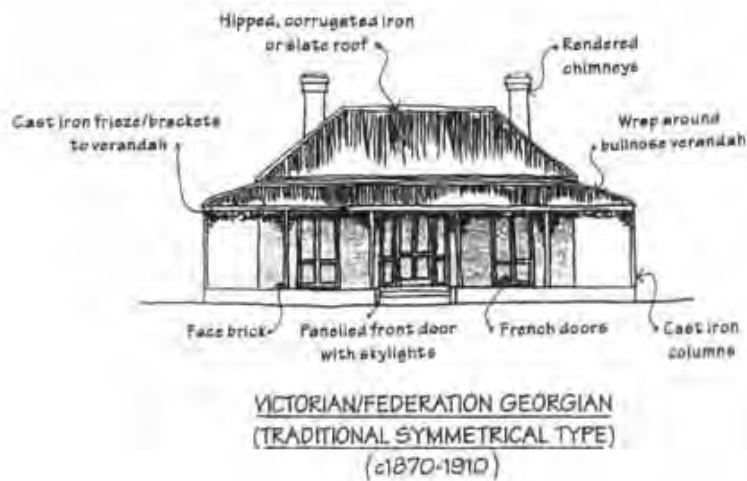 Hipped, corrugated iron
or slate roof
Rendered
chimneys
Cast iron frieze/brackets
to verandah
Wrap around
bullnose verandah
Face brick
Panelled front door
with skylights
French doors
Cast iron
columns
VICTORIAN/FEDERATION GEORGIAN
(TRADITIONAL SYMMETRICAL TYPE)
(c1870-1910)